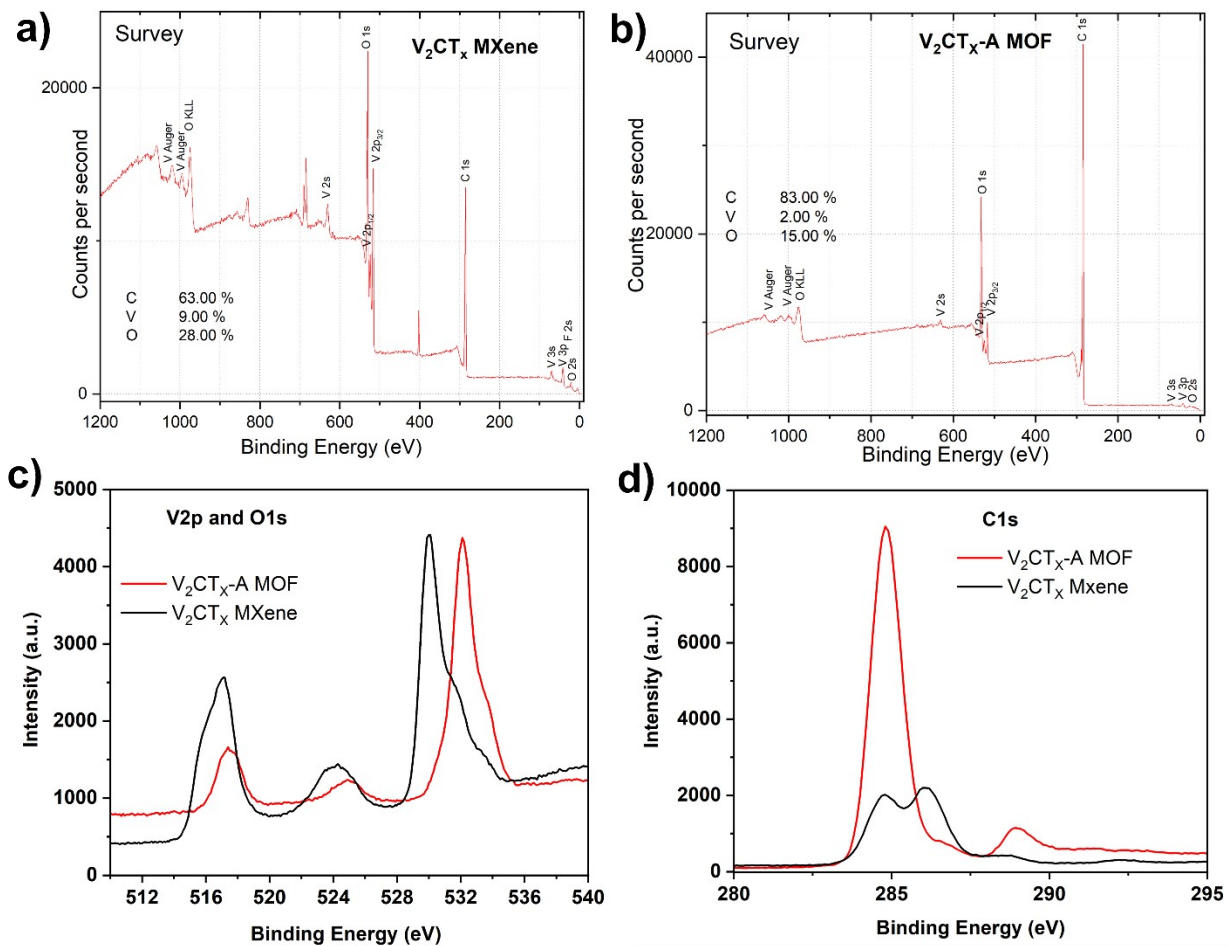 a)
Survey
V₂CTₓ MXene
O 1s
V 2p₃/₂
V 2p₁/₂
C 1s
V Auger
V Auger
O KLL
V 2s
V 3s
V 3p
F 2s
O 2s
C 63.00 %
V 9.00 %
O 28.00 %
20000
0
Counts per second
1200 1000 800 600 400 200 0
Binding Energy (eV)
b)
Survey
V₂CTₓ-A MOF
C 1s
O 1s
V 2p₃/₂
V 2p₁/₂
V Auger
V Auger
O KLL
V 2s
V 3s
V 3p
O 2s
C 83.00 %
V 2.00 %
O 15.00 %
40000
20000
0
Counts per second
1200 1000 800 600 400 200 0
Binding Energy (eV)
c)
V2p and O1s
V₂CTₓ-A MOF
V₂CTₓ MXene
5000
4000
3000
2000
1000
0
Intensity (a.u.)
512 516 520 524 528 532 536 540
Binding Energy (eV)
d)
C1s
V₂CTₓ-A MOF
V₂CTₓ Mxene
10000
8000
6000
4000
2000
0
Intensity (a.u.)
280 285 290 295
Binding Energy (eV)